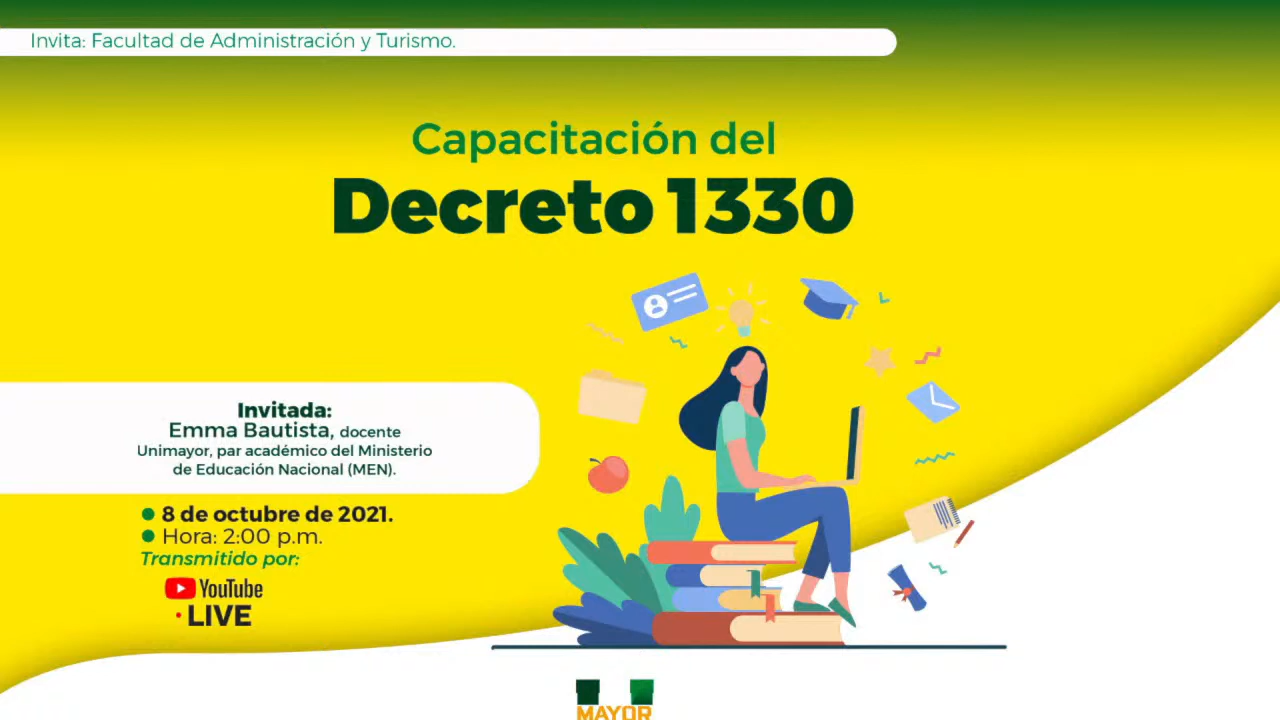 Invita: Facultad de Administración y Turismo.
Capacitación del
Decreto 1330
Invitada:
Emma Bautista, docente
Unimayor, par académico del Ministerio
de Educación Nacional (MEN).
8 de octubre de 2021.
Hora: 2:00 p.m.
Transmitido por:
YouTube
LIVE
MAYOR